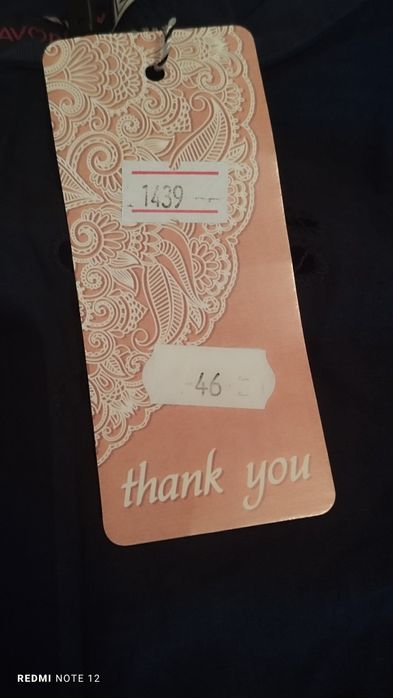 1439
46
thank you
REDMI NOTE 12